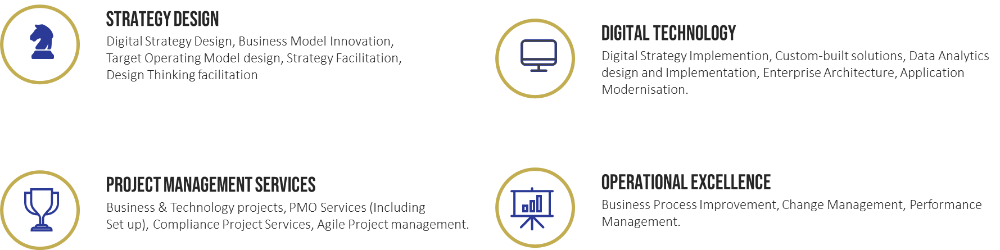 STRATEGY DESIGN
Digital Strategy Design, Business Model Innovation,
Target Operating Model design, Strategy Facilitation,
Design Thinking facilitation
DIGITAL TECHNOLOGY
Digital Strategy Implemention, Custom-built solutions, Data Analytics
design and Implementation, Enterprise Architecture, Application
Modernisation.
PROJECT MANAGEMENT SERVICES
Business & Technology projects, PMO Services (Including
Set up), Compliance Project Services, Agile Project management.
OPERATIONAL EXCELLENCE
Business Process Improvement, Change Management, Performance
Management.